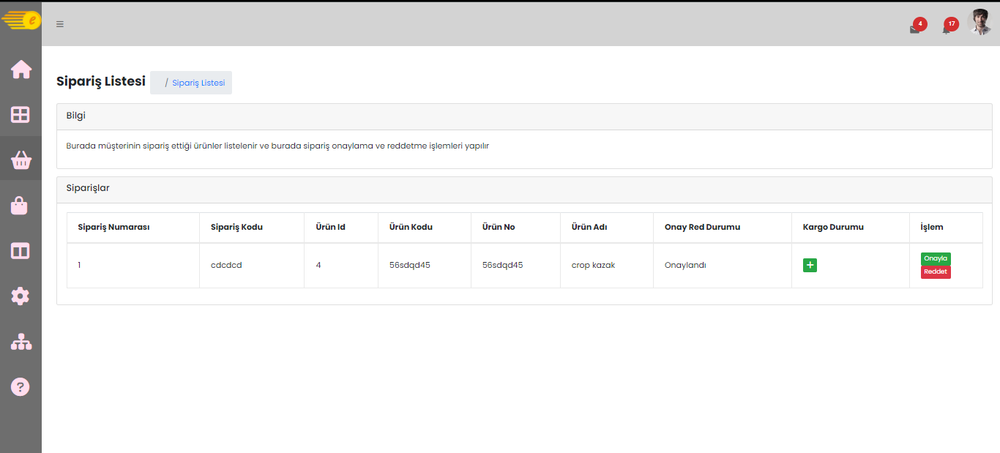 e
4
17
Sipariş Listesi / Sipariş Listesi
Bilgi
Burada müşterinin sipariş ettiği ürünler listelenir ve burada sipariş onaylama ve reddetme işlemleri yapılır
Siparişlar
Sipariş Numarası Sipariş Kodu Ürün Id Ürün Kodu Ürün No Ürün Adı Onay Red Durumu Kargo Durumu İşlem
1 cdcdcd 4 56sdqd45 56sdqd45 crop kazak Onaylandı + Onayla
Reddet
?